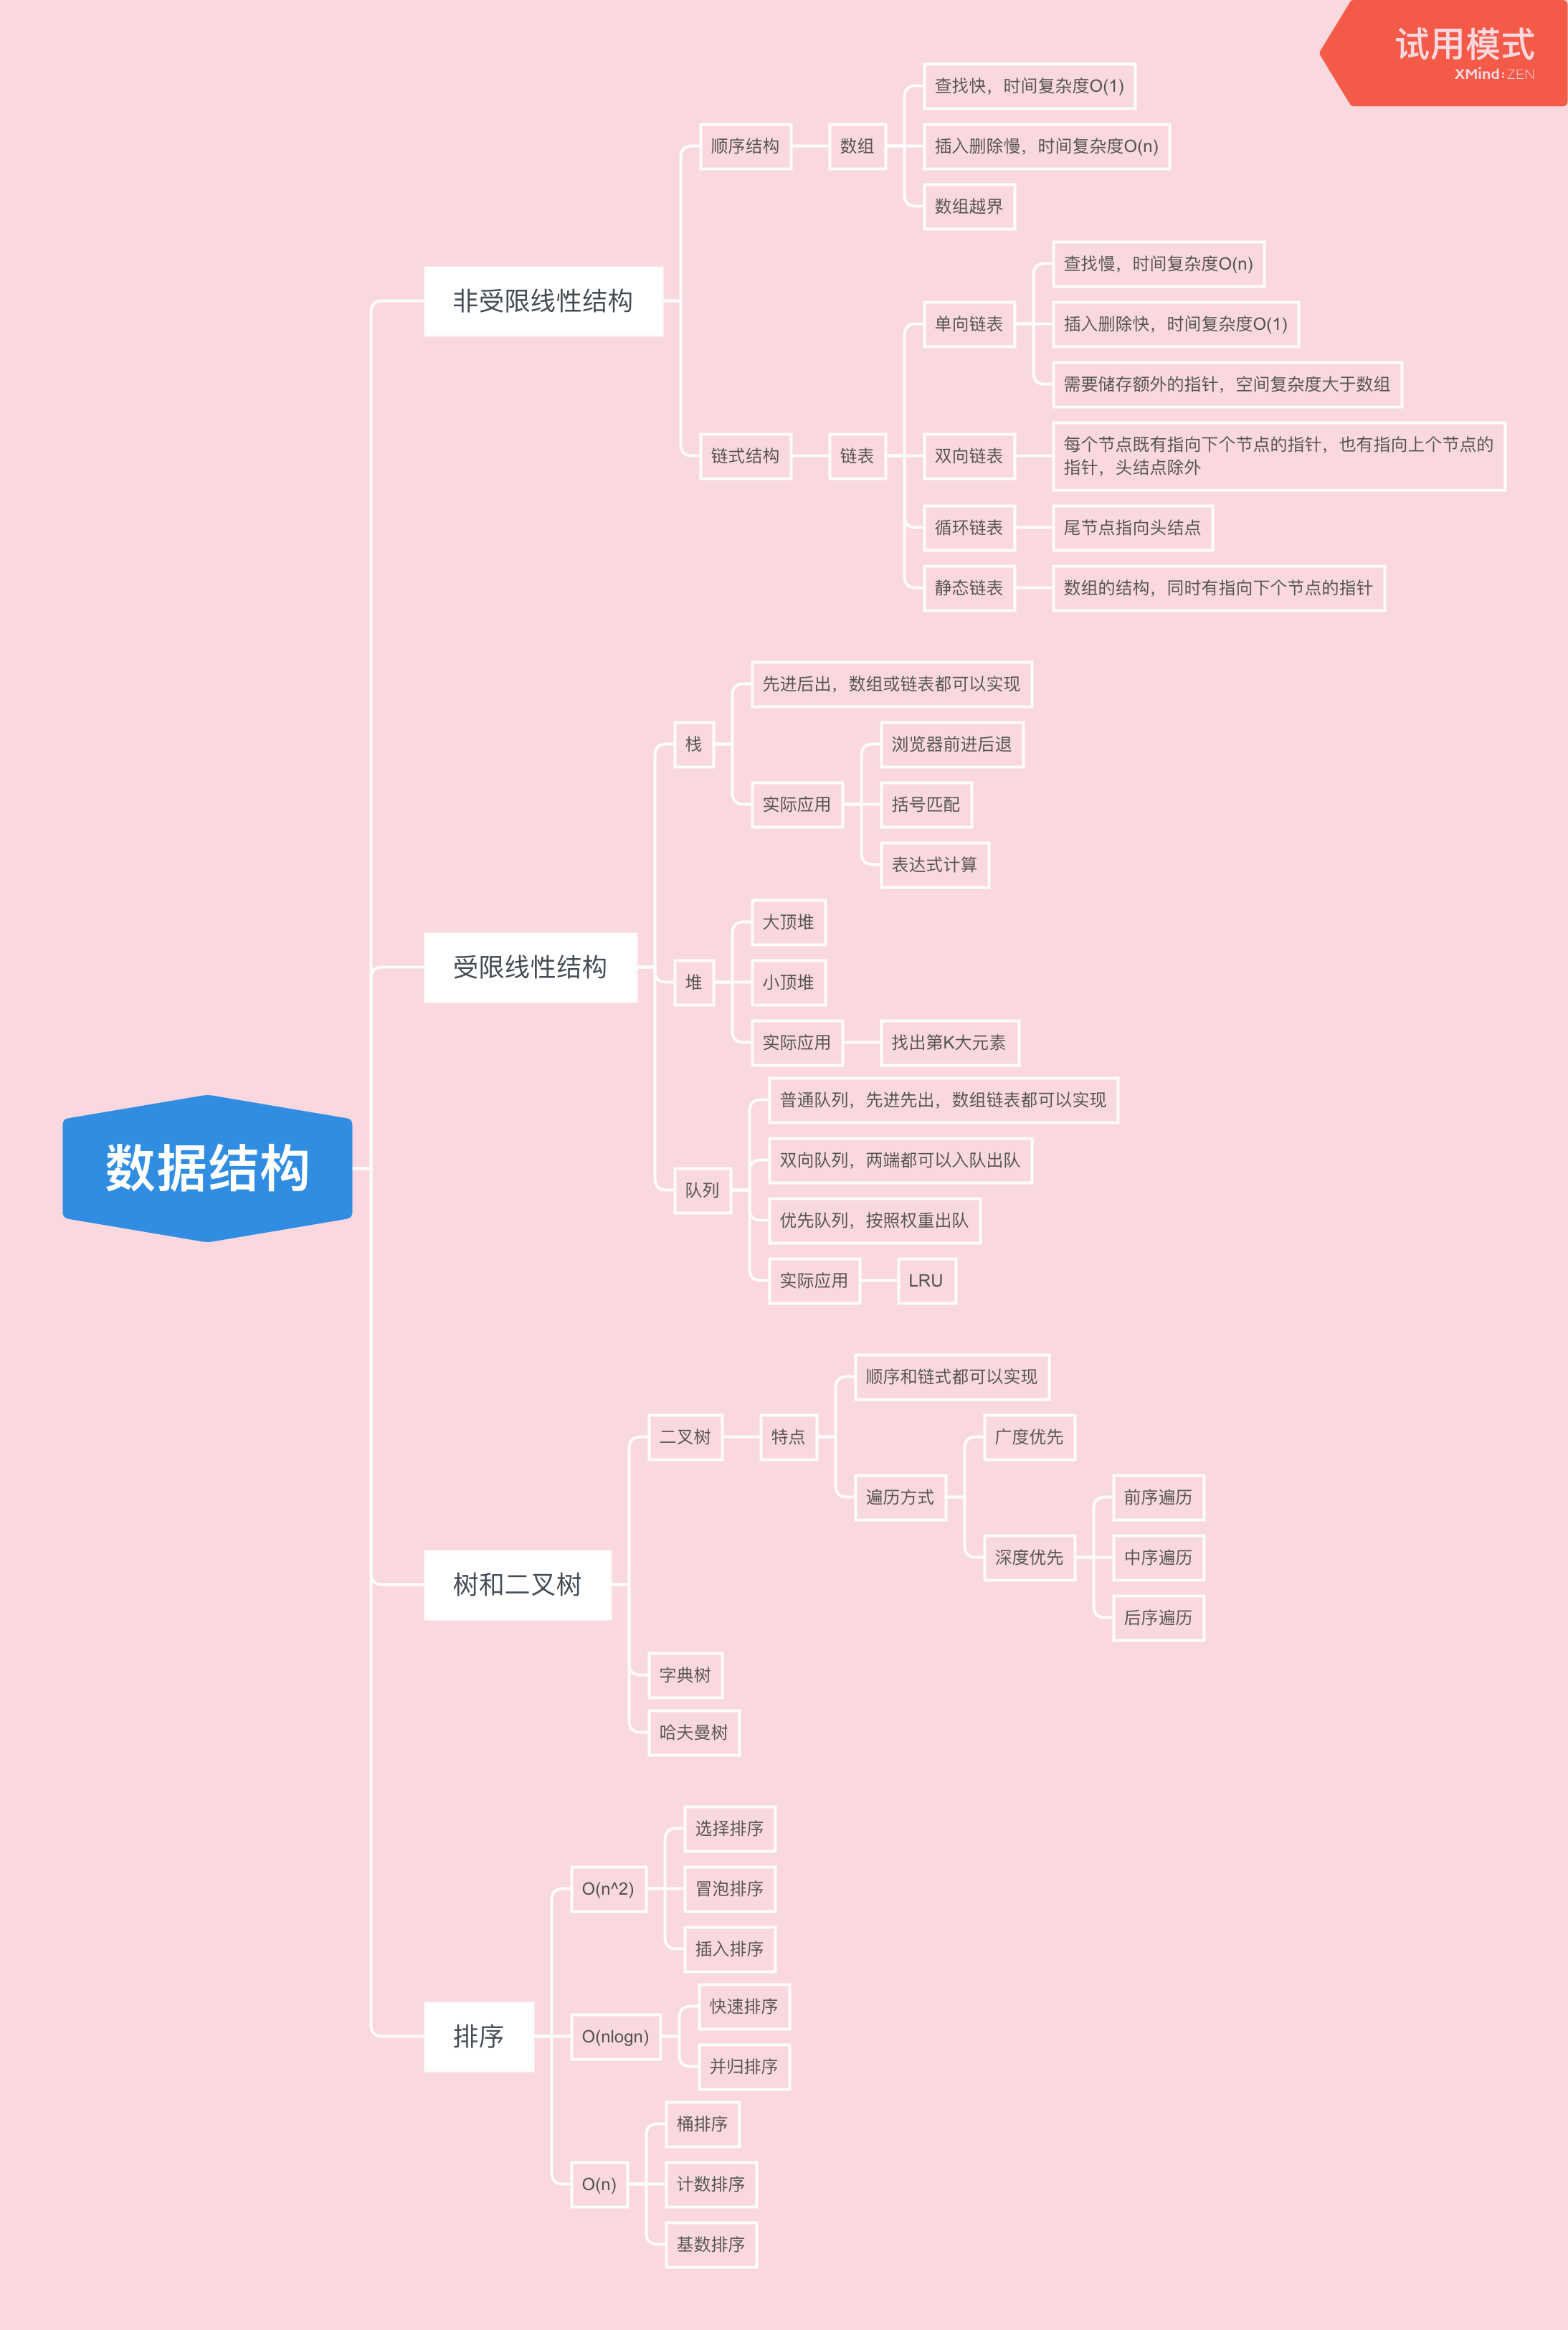 试用模式
XMind:ZEN
数据结构
非受限线性结构
顺序结构
数组
查找快，时间复杂度O(1)
插入删除慢，时间复杂度O(n)
数组越界
链式结构
链表
单向链表
查找慢，时间复杂度O(n)
插入删除快，时间复杂度O(1)
需要储存额外的指针，空间复杂度大于数组
双向链表
每个节点既有指向下个节点的指针，也有指向上个节点的
指针，头结点除外
循环链表
尾节点指向头结点
静态链表
数组的结构，同时有指向下个节点的指针
受限线性结构
栈
先进后出，数组或链表都可以实现
实际应用
浏览器前进后退
括号匹配
表达式计算
堆
大顶堆
小顶堆
实际应用
找出第K大元素
队列
普通队列，先进先出，数组链表都可以实现
双向队列，两端都可以入队出队
优先队列，按照权重出队
实际应用
LRU
树和二叉树
二叉树
特点
顺序和链式都可以实现
遍历方式
广度优先
深度优先
前序遍历
中序遍历
后序遍历
字典树
哈夫曼树
排序
O(n^2)
选择排序
冒泡排序
插入排序
O(nlogn)
快速排序
并归排序
O(n)
桶排序
计数排序
基数排序